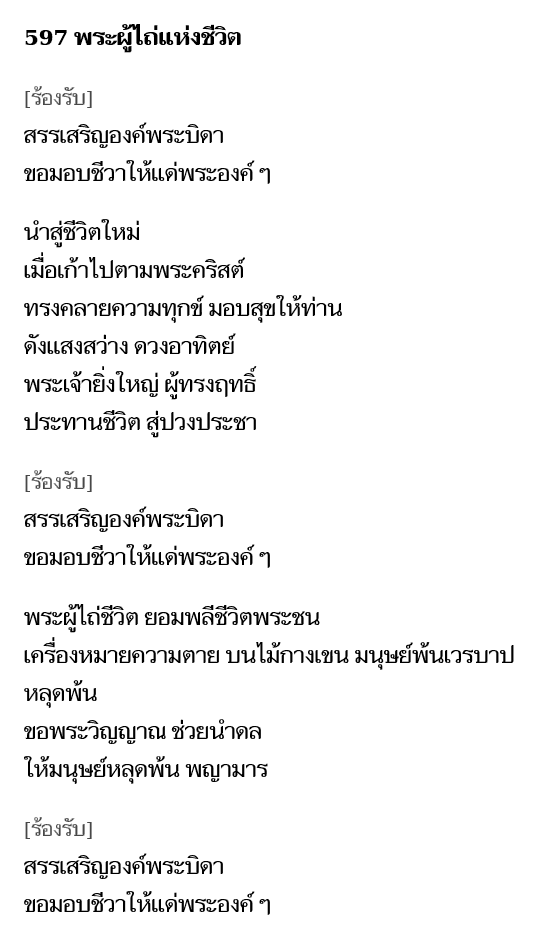 597 พระผู้ไถ่แห่งชีวิต
[ร้องรับ]
สรรเสริญองค์พระบิดา
ขอมอบชีวาให้แด่พระองค์ ๆ
นำสู่ชีวิตใหม่
เมื่อเก้าไปตามพระคริสต์
ทรงคลายความทุกข์ มอบสุขให้ท่าน
ดังแสงสว่าง ดวงอาทิตย์
พระเจ้ายิ่งใหญ่ ผู้ทรงฤทธิ์
ประทานชีวิต สู่ปวงประชา
[ร้องรับ]
สรรเสริญองค์พระบิดา
ขอมอบชีวาให้แด่พระองค์ ๆ
พระผู้ไถ่ชีวิต ยอมพลีชีวิตพระชน
เครื่องหมายความตาย บนไม้กางเขน มนุษย์พ้นเวรบาป
หลุดพ้น
ขอพระวิญญาณ ช่วยนำดล
ให้มนุษย์หลุดพ้น พญามาร
[ร้องรับ]
สรรเสริญองค์พระบิดา
ขอมอบชีวาให้แด่พระองค์ ๆ